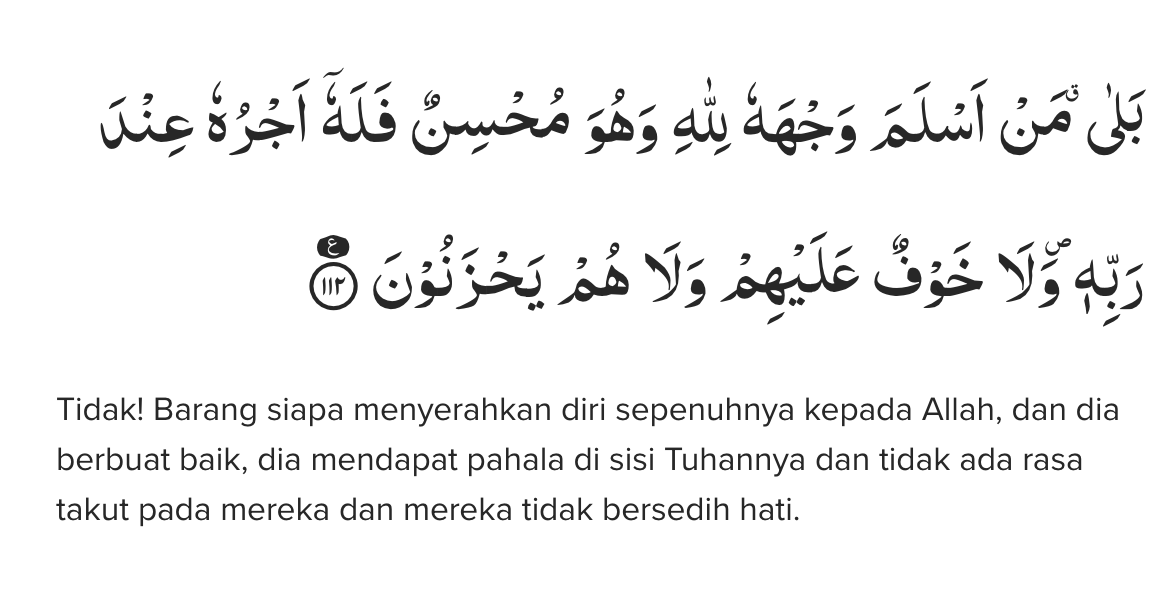 بَلٰى مَنْ اَسْلَمَ وَجْهَهٗ لِلّٰهِ وَهُوَ مُحْسِنٌ فَلَهٗٓ اَجْرُهٗ عِنْدَ
رَبِّهٖۖ وَلَا خَوْفٌ عَلَيْهِمْ وَلَا هُمْ يَحْزَنُوْنَ ࣖ ١١٢
Tidak! Barang siapa menyerahkan diri sepenuhnya kepada Allah, dan dia
berbuat baik, dia mendapat pahala di sisi Tuhannya dan tidak ada rasa
takut pada mereka dan mereka tidak bersedih hati.